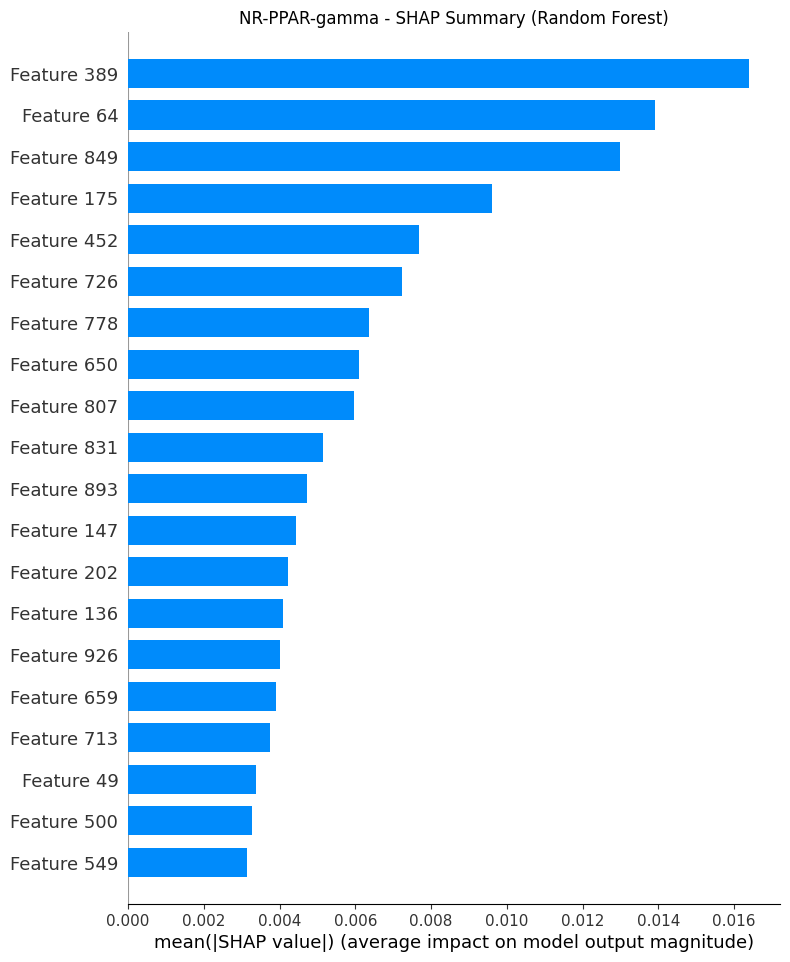 NR-PPAR-gamma - SHAP Summary (Random Forest)
Feature 389
Feature 64
Feature 849
Feature 175
Feature 452
Feature 726
Feature 778
Feature 650
Feature 807
Feature 831
Feature 893
Feature 147
Feature 202
Feature 136
Feature 926
Feature 659
Feature 713
Feature 49
Feature 500
Feature 549
0.000 0.002 0.004 0.006 0.008 0.010 0.012 0.014 0.016
mean(|SHAP value|) (average impact on model output magnitude)